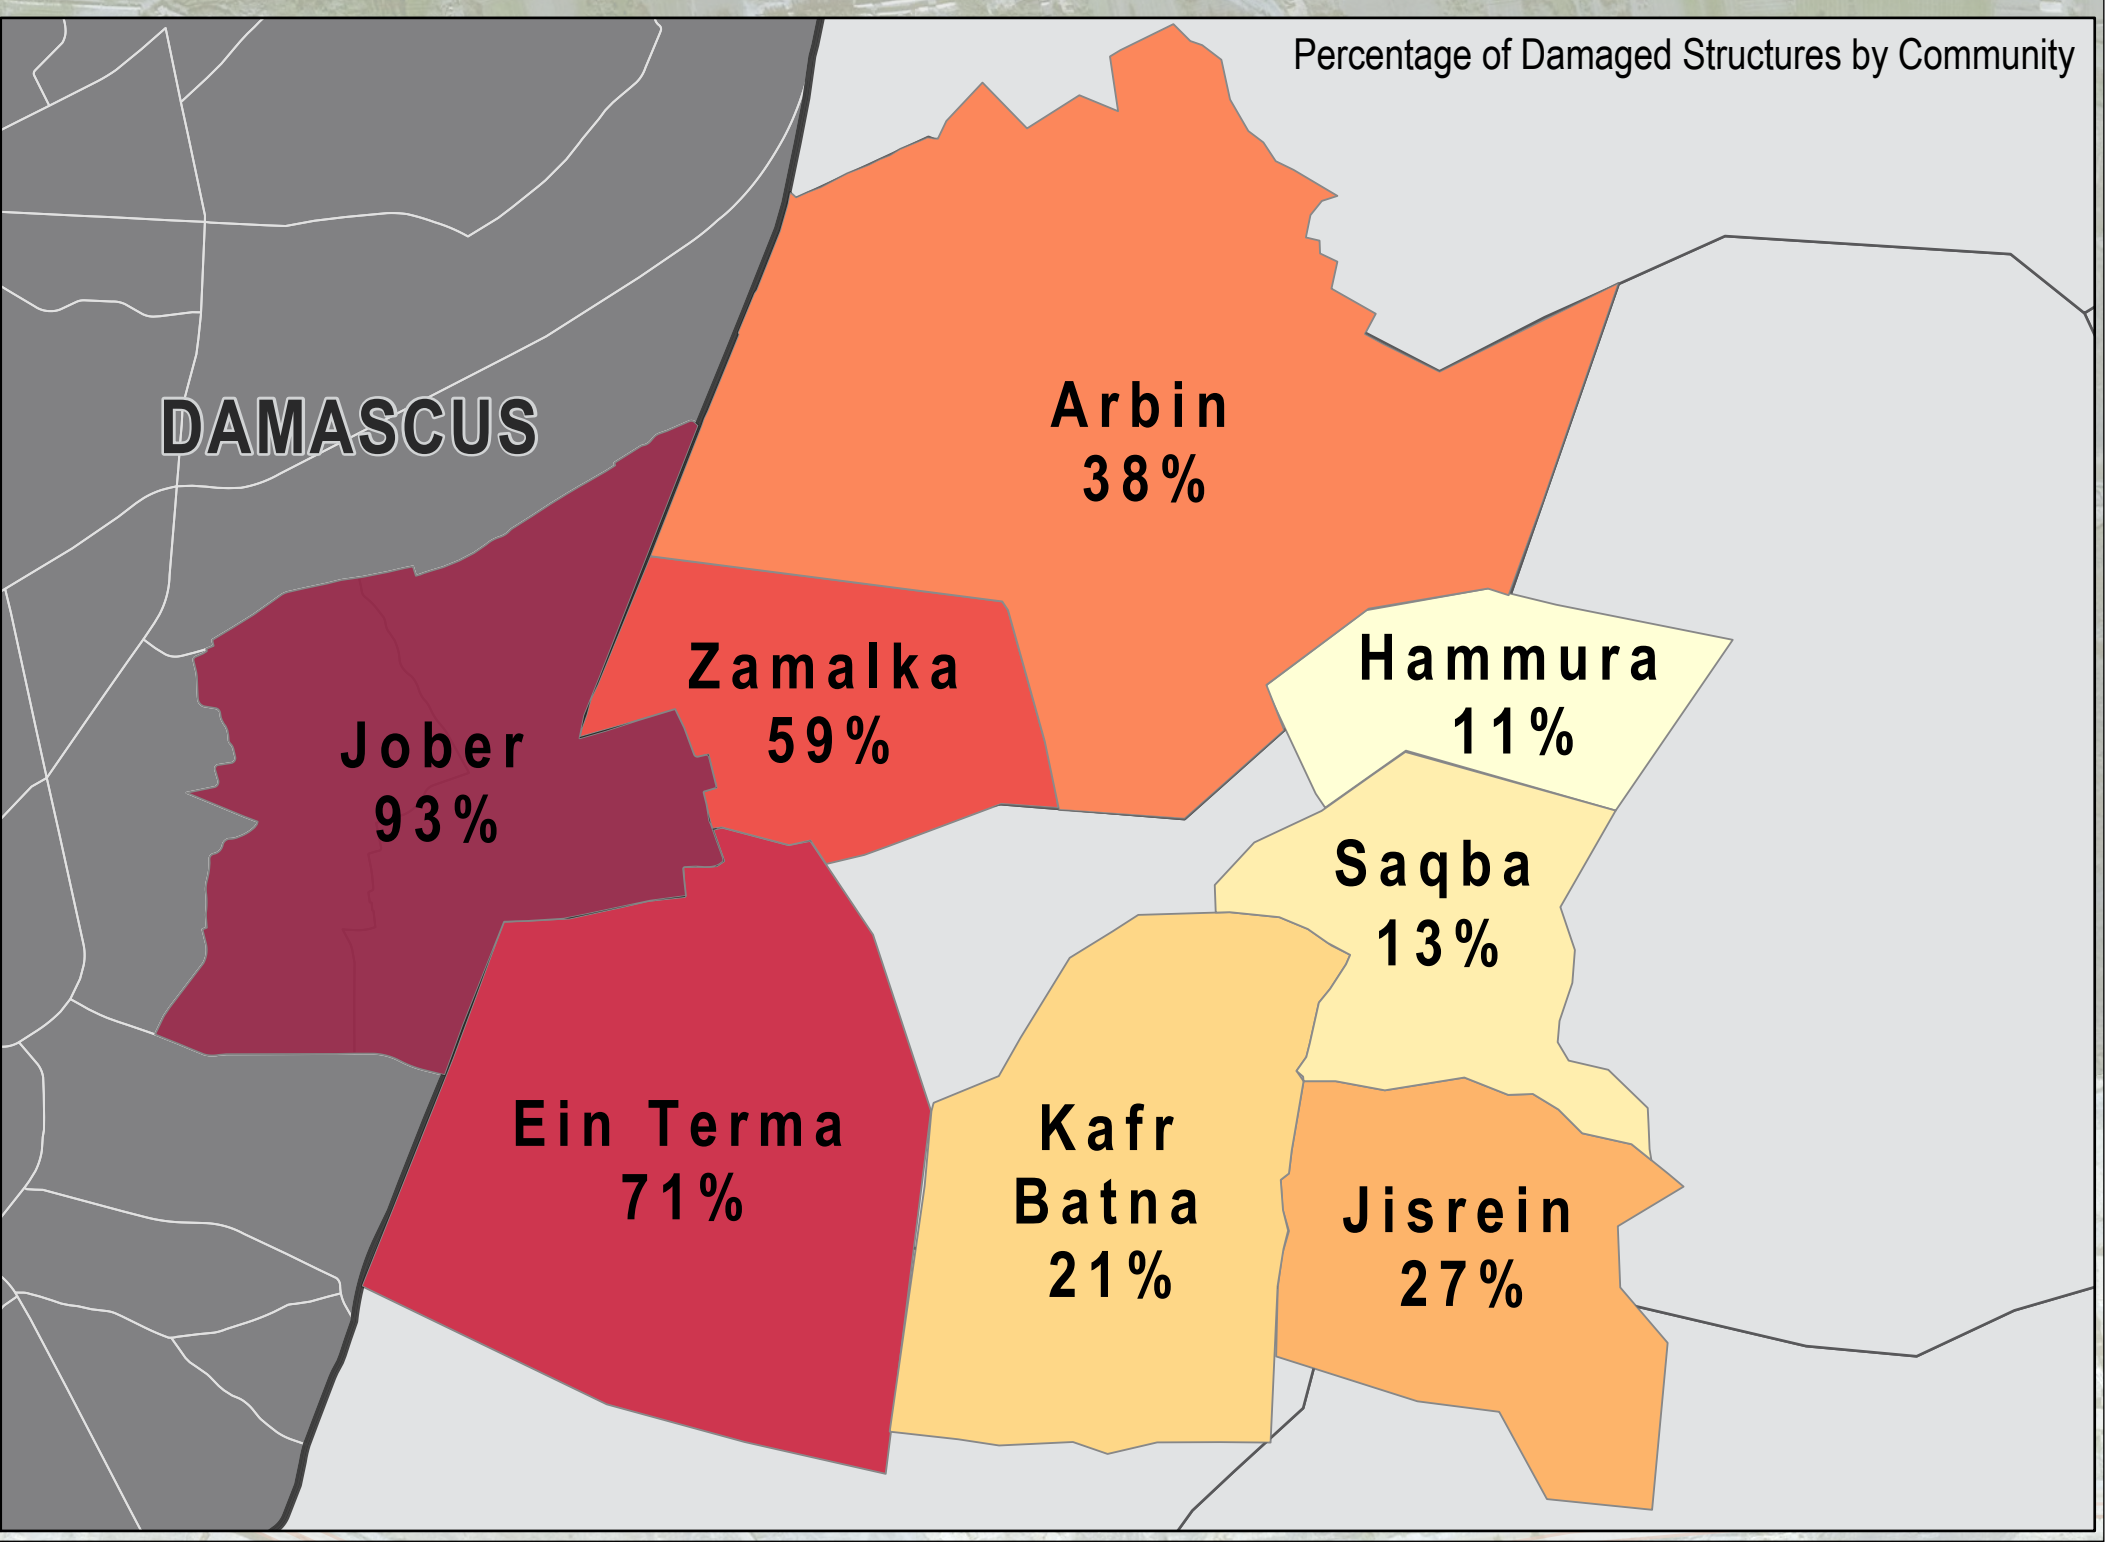 Percentage of Damaged Structures by Community
DAMASCUS
Arbin
38%
Zamalka
59%
Hammura
11%
Jober
93%
Saqba
13%
Ein Terma
71%
Kafr
Batna
21%
Jisrein
27%